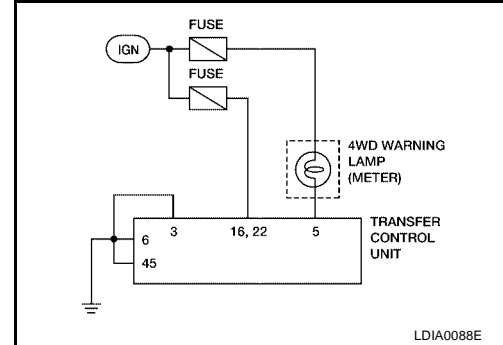 FUSE
IGN
FUSE
4WD WARNING
LAMP
(METER)
3
16, 22
5
TRANSFER
CONTROL
UNIT
6
45
LDIA0088E